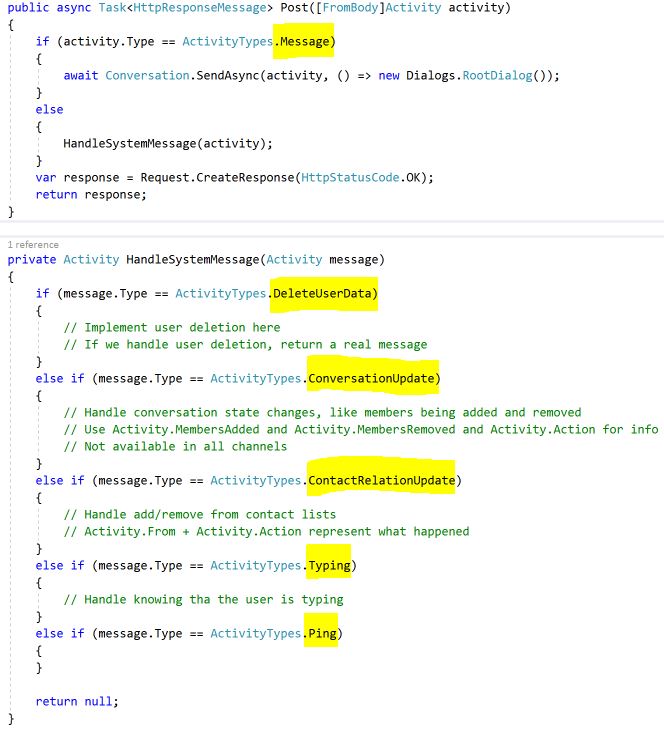 public async Task<HttpResponseMessage> Post([FromBody]Activity activity)
{
if (activity.Type == ActivityTypes.Message)
{
await Conversation.SendAsync(activity, () => new Dialogs.RootDialog());
}
else
{
HandleSystemMessage(activity);
}
var response = Request.CreateResponse(HttpStatusCode.OK);
return response;
}
1 reference
private Activity HandleSystemMessage(Activity message)
{
if (message.Type == ActivityTypes.DeleteUserData)
{
// Implement user deletion here
// If we handle user deletion, return a real message
}
else if (message.Type == ActivityTypes.ConversationUpdate)
{
// Handle conversation state changes, like members being added and removed
// Use Activity.MembersAdded and Activity.MembersRemoved and Activity.Action for info
// Not available in all channels
}
else if (message.Type == ActivityTypes.ContactRelationUpdate)
{
// Handle add/remove from contact lists
// Activity.From + Activity.Action represent what happened
}
else if (message.Type == ActivityTypes.Typing)
{
// Handle knowing tha the user is typing
}
else if (message.Type == ActivityTypes.Ping)
{
}
return null;
}